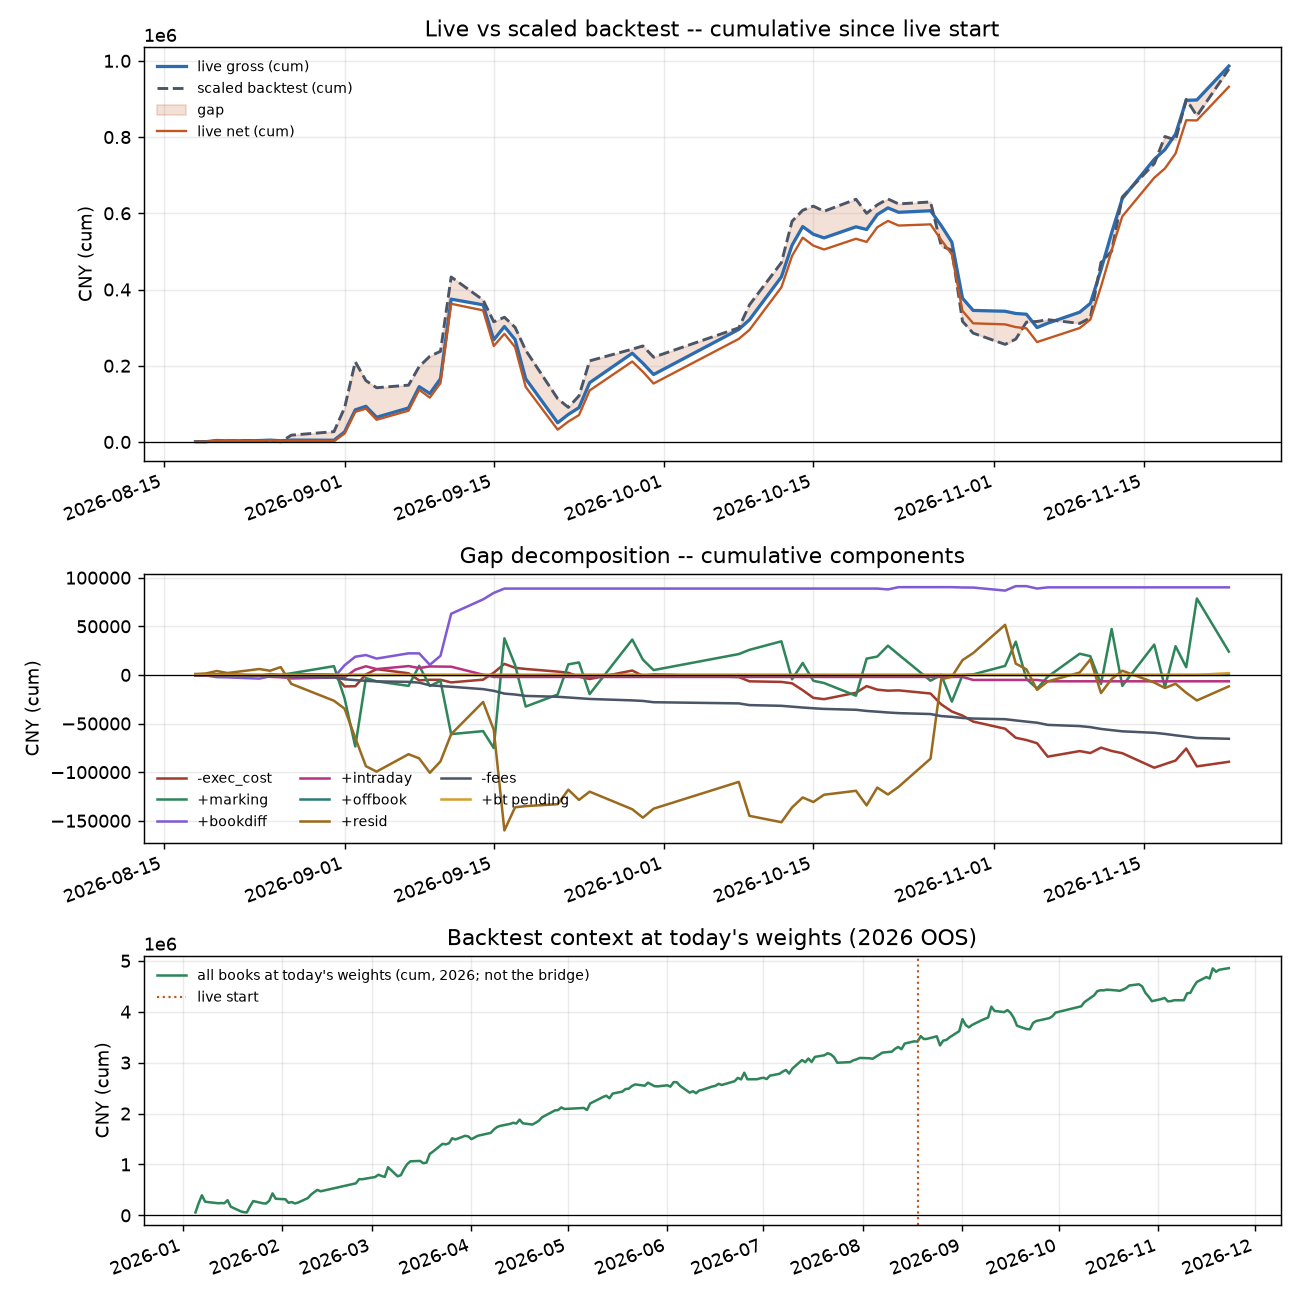 Live vs scaled backtest -- cumulative since live start
1e6
1.0
0.8
0.6
0.4
0.2
0.0
CNY (cum)
live gross (cum)
scaled backtest (cum)
gap
live net (cum)
2026-08-15
2026-09-01
2026-09-15
2026-10-01
2026-10-15
2026-11-01
2026-11-15
Gap decomposition -- cumulative components
100000
50000
0
−50000
−100000
−150000
CNY (cum)
-exec_cost
+marking
+bookdiff
+intraday
+offbook
+resid
-fees
+bt pending
2026-08-15
2026-09-01
2026-09-15
2026-10-01
2026-10-15
2026-11-01
2026-11-15
Backtest context at today's weights (2026 OOS)
1e6
5
4
3
2
1
0
CNY (cum)
all books at today's weights (cum, 2026; not the bridge)
live start
2026-01
2026-02
2026-03
2026-04
2026-05
2026-06
2026-07
2026-08
2026-09
2026-10
2026-11
2026-12